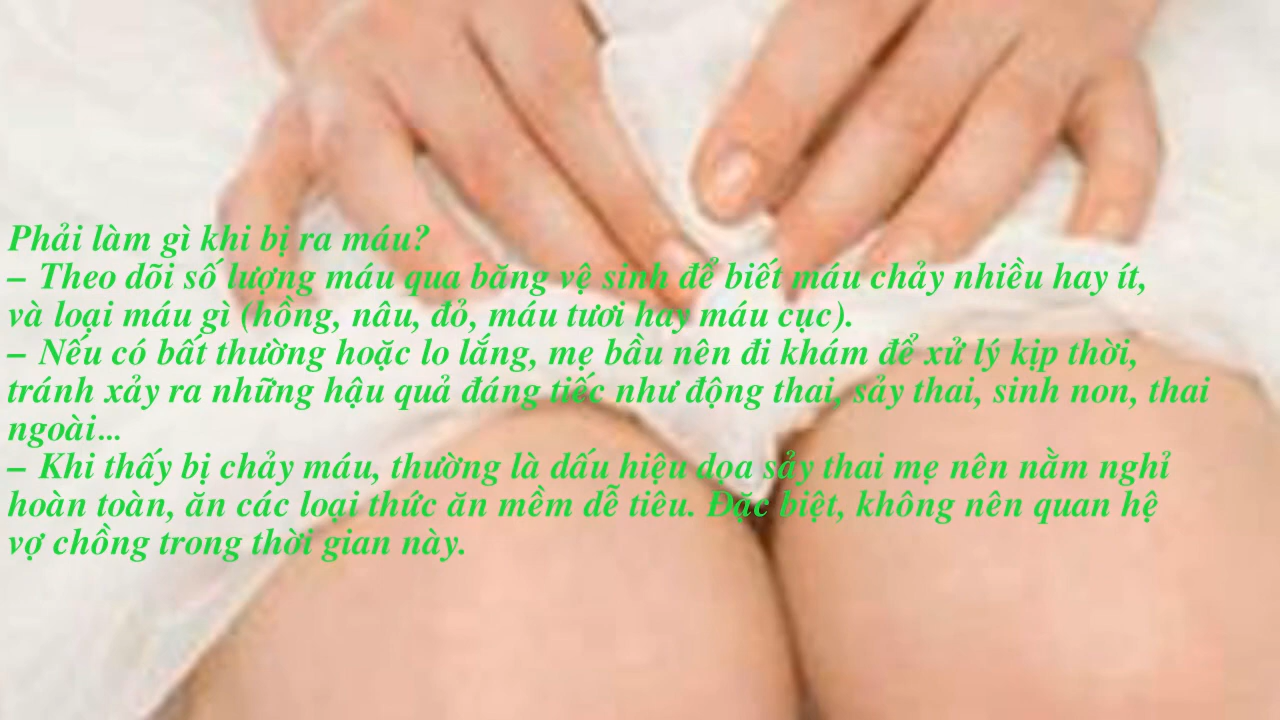 Phải làm gì khi bị ra máu?
– Theo dõi số lượng máu qua băng vệ sinh để biết máu chảy nhiều hay ít,
và loại máu gì (hồng, nâu, đỏ, máu tươi hay máu cục).
– Nếu có bất thường hoặc lo lắng, mẹ bầu nên đi khám để xử lý kịp thời,
tránh xảy ra những hậu quả đáng tiếc như động thai, sảy thai, sinh non, thai
ngoài...
– Khi thấy bị chảy máu, thường là dấu hiệu dọa sảy thai mẹ nên nằm nghỉ
hoàn toàn, ăn các loại thức ăn mềm dễ tiêu. Đặc biệt, không nên quan hệ
vợ chồng trong thời gian này.